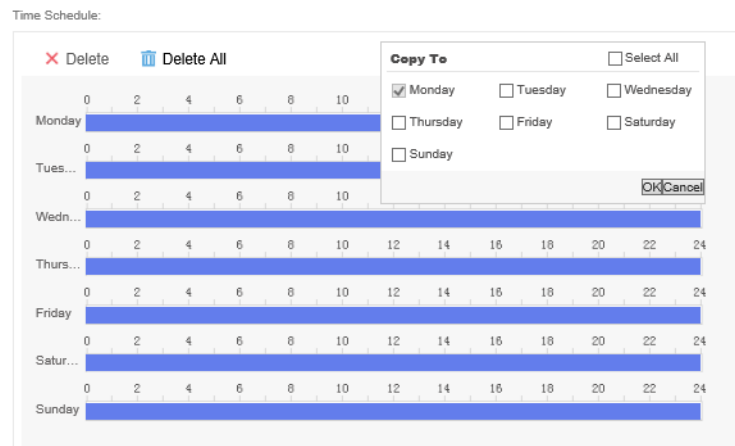 Time Schedule:
Delete Delete All
Copy To Select All
Monday Tuesday Wednesday
Thursday Friday Saturday
Sunday
OK Cancel
0 2 4 6 8 10
Monday
0 2 4 6 8 10
Tues...
0 2 4 6 8 10
Wedn...
0 2 4 6 8 10 12 14 16 18 20 22 24
Thurs...
0 2 4 6 8 10 12 14 16 18 20 22 24
Friday
0 2 4 6 8 10 12 14 16 18 20 22 24
Satur...
0 2 4 6 8 10 12 14 16 18 20 22 24
Sunday